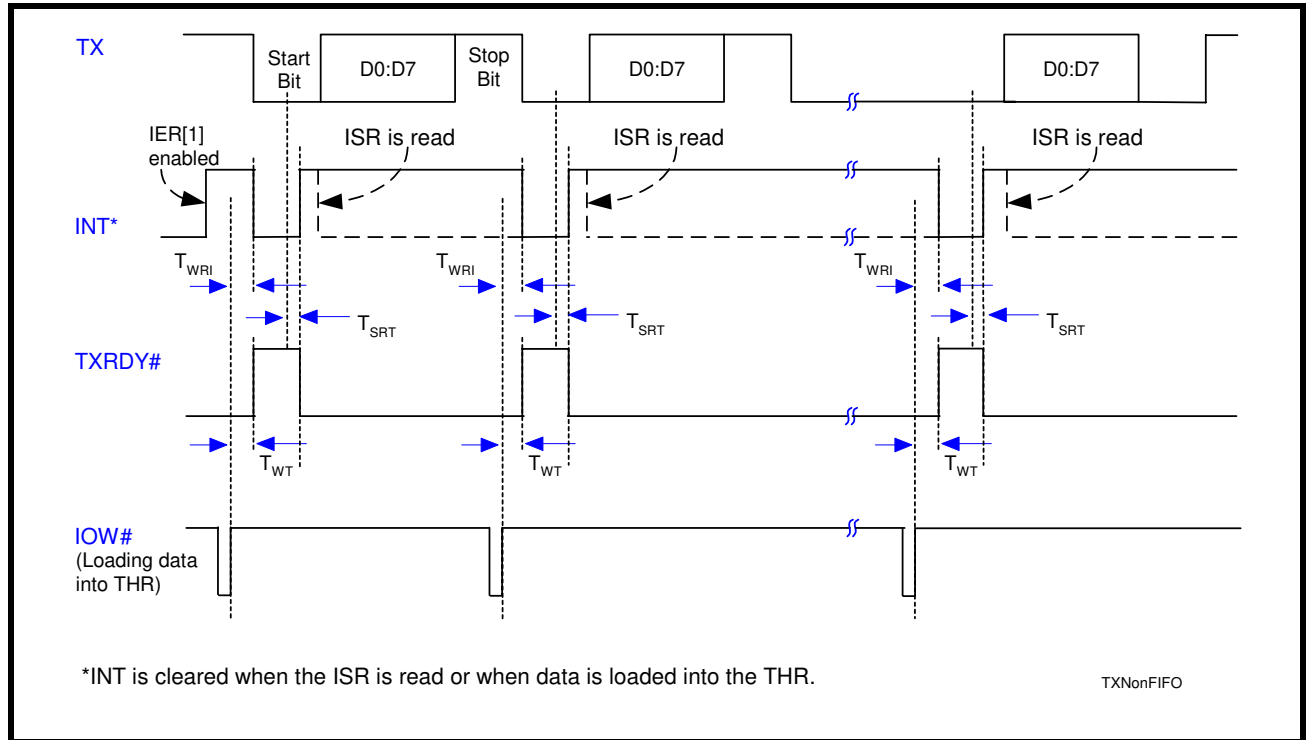 TX
Start
Bit
D0:D7
Stop
Bit
D0:D7
D0:D7
IER[1]
enabled
ISR is read
ISR is read
ISR is read
INT*
TWRI
TWRI
TWRI
TSRT
TSRT
TSRT
TXRDY#
TWT
TWT
TWT
IOW#
(Loading data
into THR)
*INT is cleared when the ISR is read or when data is loaded into the THR.
TXNonFIFO